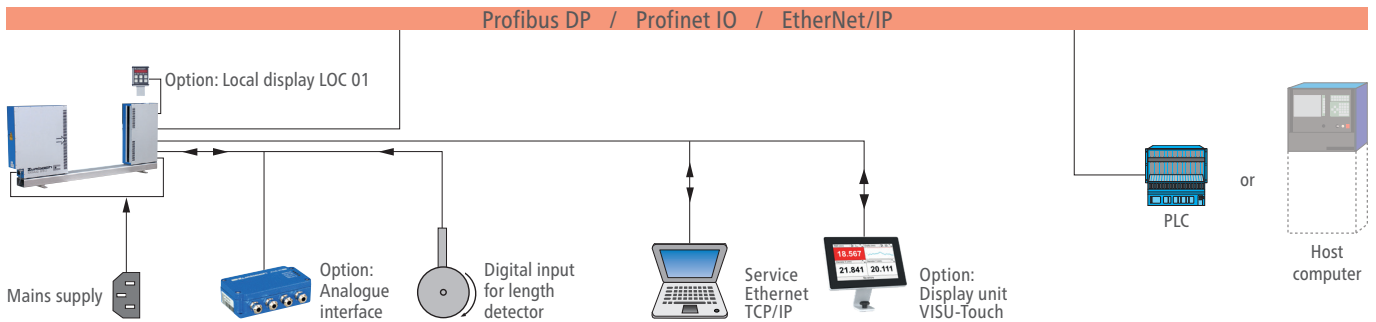 Profibus DP / Profinet IO / EtherNet/IP
Option: Local display LOC 01
Mains supply
Option:
Analogue
interface
Digital input
for length
detector
Service
Ethernet
TCP/IP
18.567
21.841 20.111
Option:
Display unit
VISU-Touch
PLC
or
Host
computer